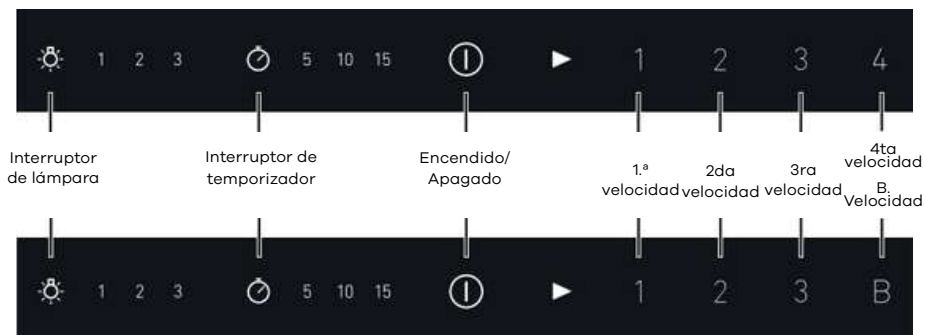 1 2 3 5 10 15 1 2 3 4
Interruptor
de lámpara
Interruptor de
temporizador
Encendido/
Apagado
1.ª
velocidad
2da
velocidad
3ra
velocidad
4ta
velocidad
B.
Velocidad
1 2 3 5 10 15 1 2 3 B